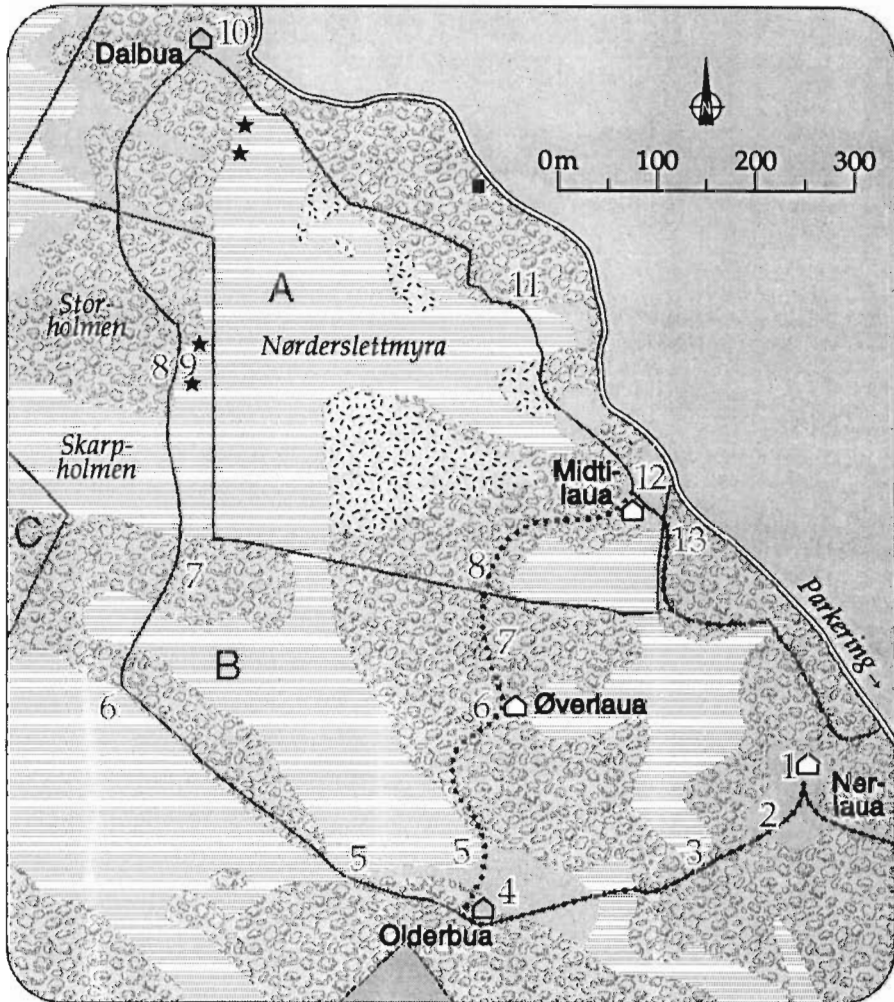 Dalbua
10
N
0 m 100 200 300
A
11
Stor-
holmen
Nørderslettmyra
8 9
Skarp-
holmen
Midti-
laua
12
C
13
7
8
Parkering →
7
B
6
6
Øverlaua
1
Ner-
laua
2
5
5
3
4
Olderbua